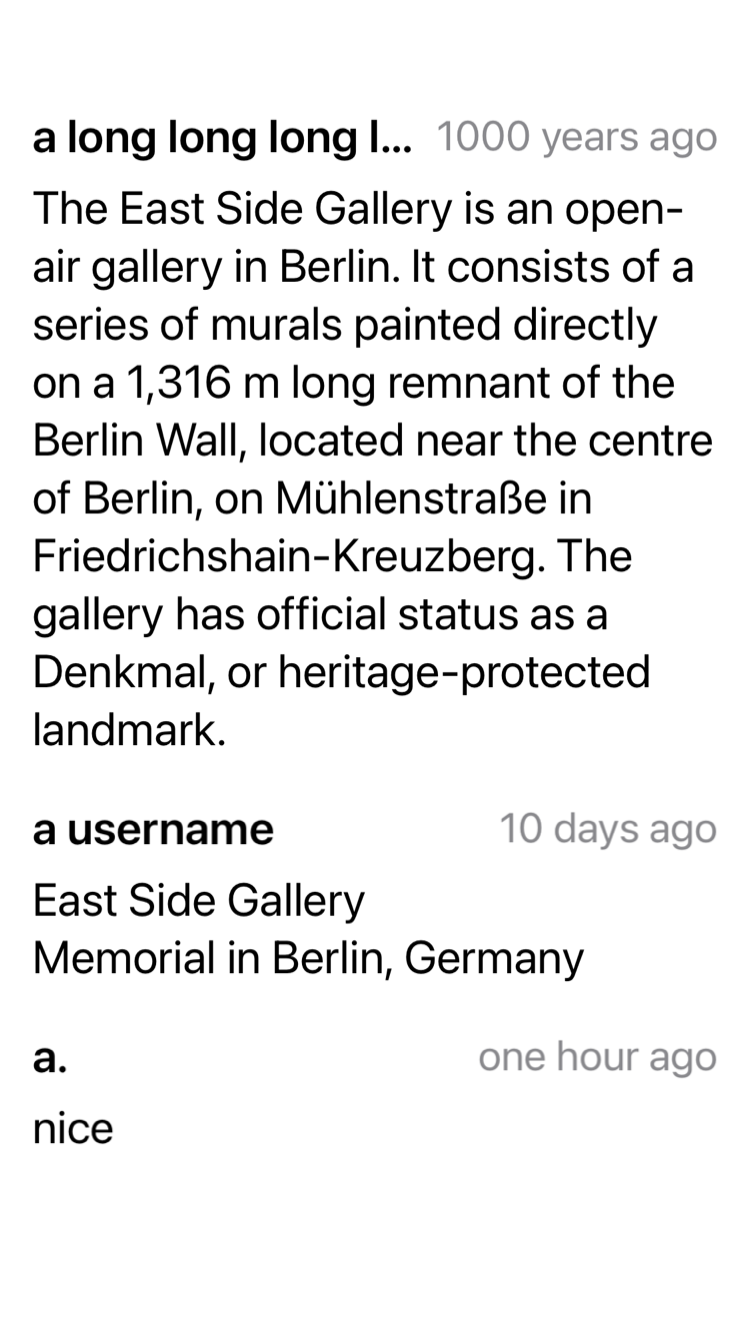 a long long long l... 1000 years ago
The East Side Gallery is an open-
air gallery in Berlin. It consists of a
series of murals painted directly
on a 1,316 m long remnant of the
Berlin Wall, located near the centre
of Berlin, on Mühlenstraße in
Friedrichshain-Kreuzberg. The
gallery has official status as a
Denkmal, or heritage-protected
landmark.
a username 10 days ago
East Side Gallery
Memorial in Berlin, Germany
a. one hour ago
nice